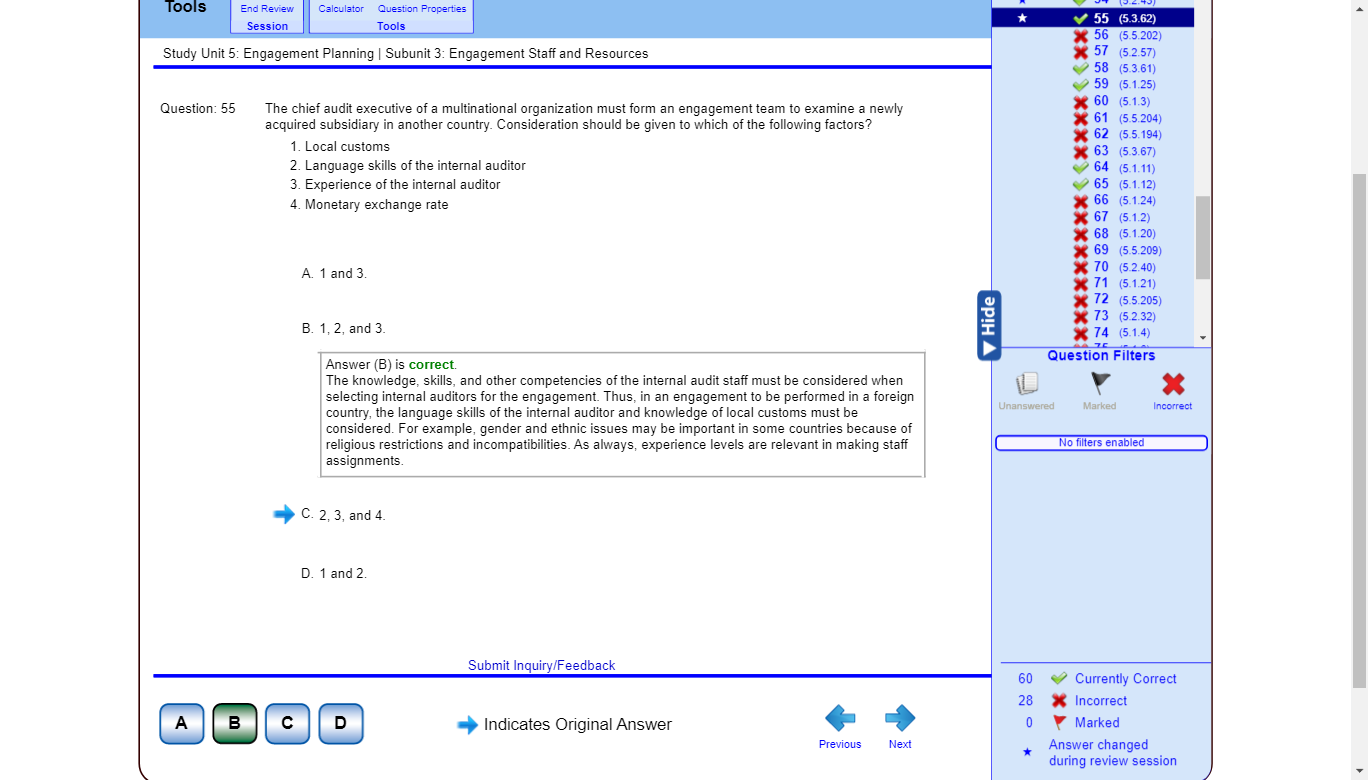 Tools
End Review
Session
Calculator Question Properties
Tools
Study Unit 5: Engagement Planning | Subunit 3: Engagement Staff and Resources
Question: 55
The chief audit executive of a multinational organization must form an engagement team to examine a newly
acquired subsidiary in another country. Consideration should be given to which of the following factors?
1. Local customs
2. Language skills of the internal auditor
3. Experience of the internal auditor
4. Monetary exchange rate
A. 1 and 3.
B. 1, 2, and 3.
Answer (B) is correct.
The knowledge, skills, and other competencies of the internal audit staff must be considered when
selecting internal auditors for the engagement. Thus, in an engagement to be performed in a foreign
country, the language skills of the internal auditor and knowledge of local customs must be
considered. For example, gender and ethnic issues may be important in some countries because of
religious restrictions and incompatibilities. As always, experience levels are relevant in making staff
assignments.
C. 2, 3, and 4.
D. 1 and 2.
Submit Inquiry/Feedback
A B C D
Indicates Original Answer
Previous
Next
55 (5.3.62)
56 (5.5.202)
57 (5.2.57)
58 (5.3.61)
59 (5.1.25)
60 (5.1.3)
61 (5.5.204)
62 (5.5.194)
63 (5.3.67)
64 (5.1.11)
65 (5.1.12)
66 (5.1.24)
67 (5.1.2)
68 (5.1.20)
69 (5.5.209)
70 (5.2.40)
71 (5.1.21)
72 (5.5.205)
73 (5.2.32)
74 (5.1.4)
Hide
Question Filters
Unanswered
Marked
Incorrect
No filters enabled
60 Currently Correct
28 Incorrect
0 Marked
Answer changed
during review session